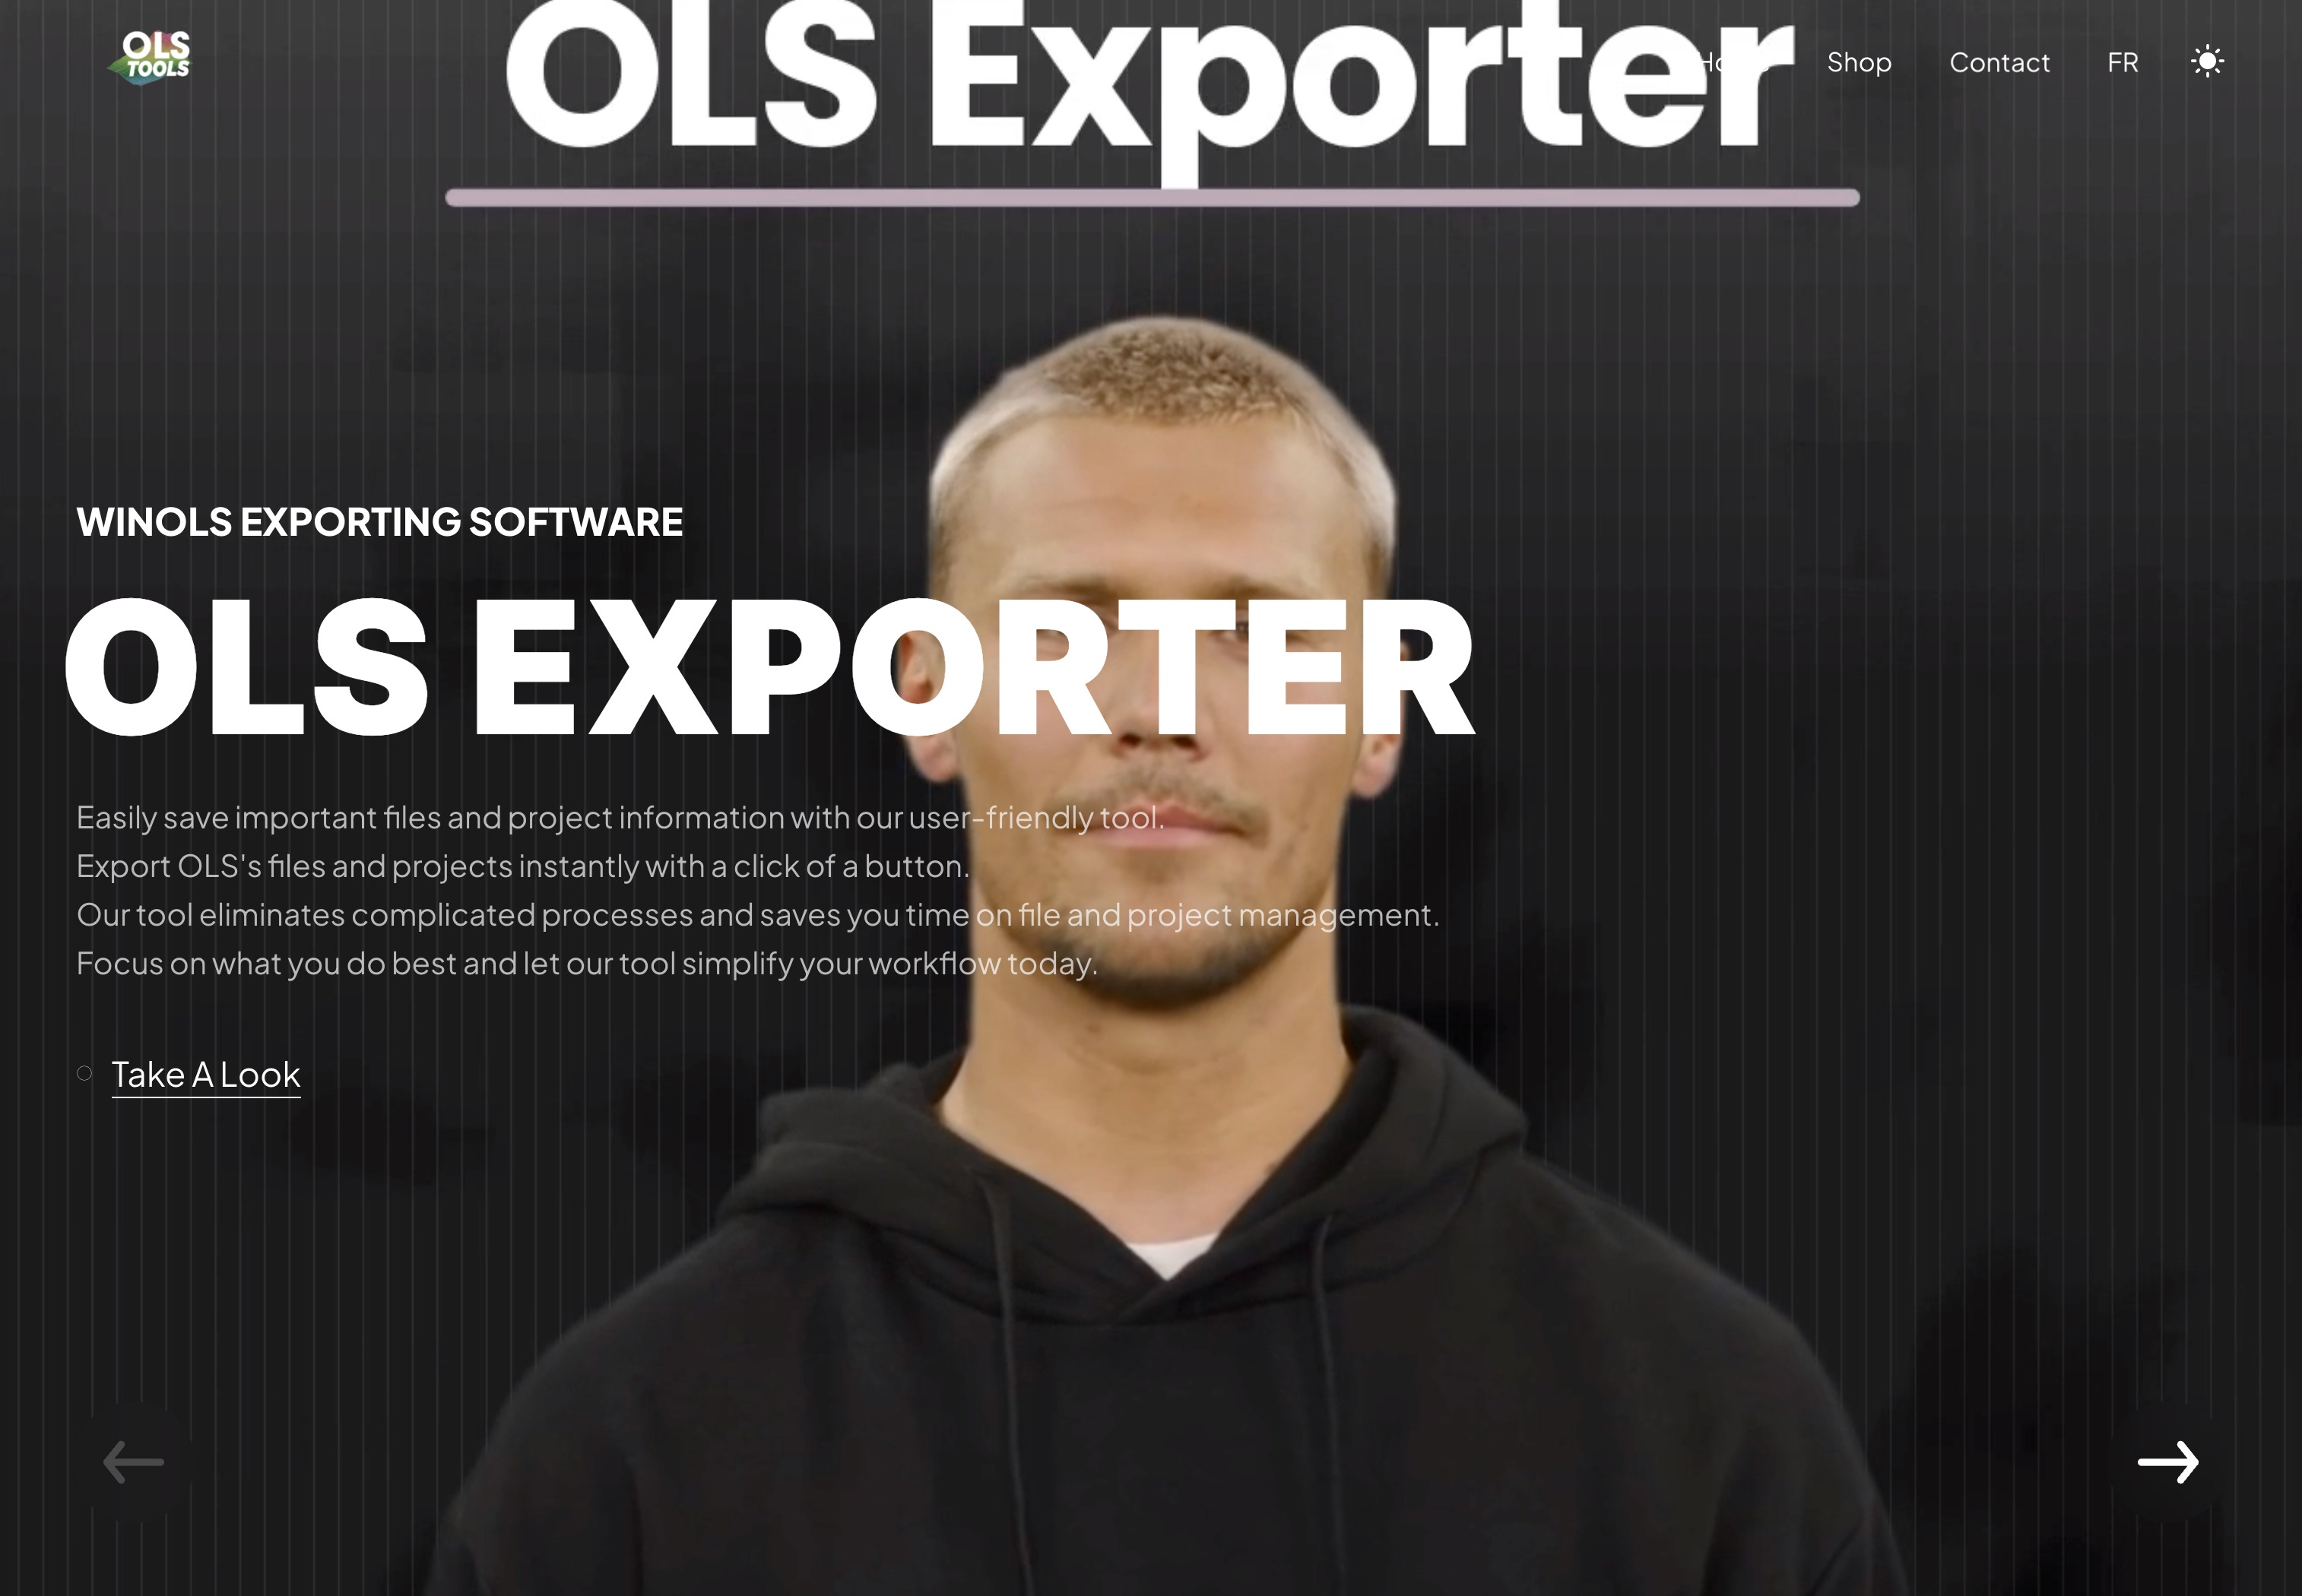 OLS
TOOLS
OLS Exporter
Shop
Contact
FR
WINOLS EXPORTING SOFTWARE
OLS EXPORTER
Easily save important files and project information with our user-friendly tool.
Export OLS's files and projects instantly with a click of a button.
Our tool eliminates complicated processes and saves you time on file and project management.
Focus on what you do best and let our tool simplify your workflow today.
Take A Look